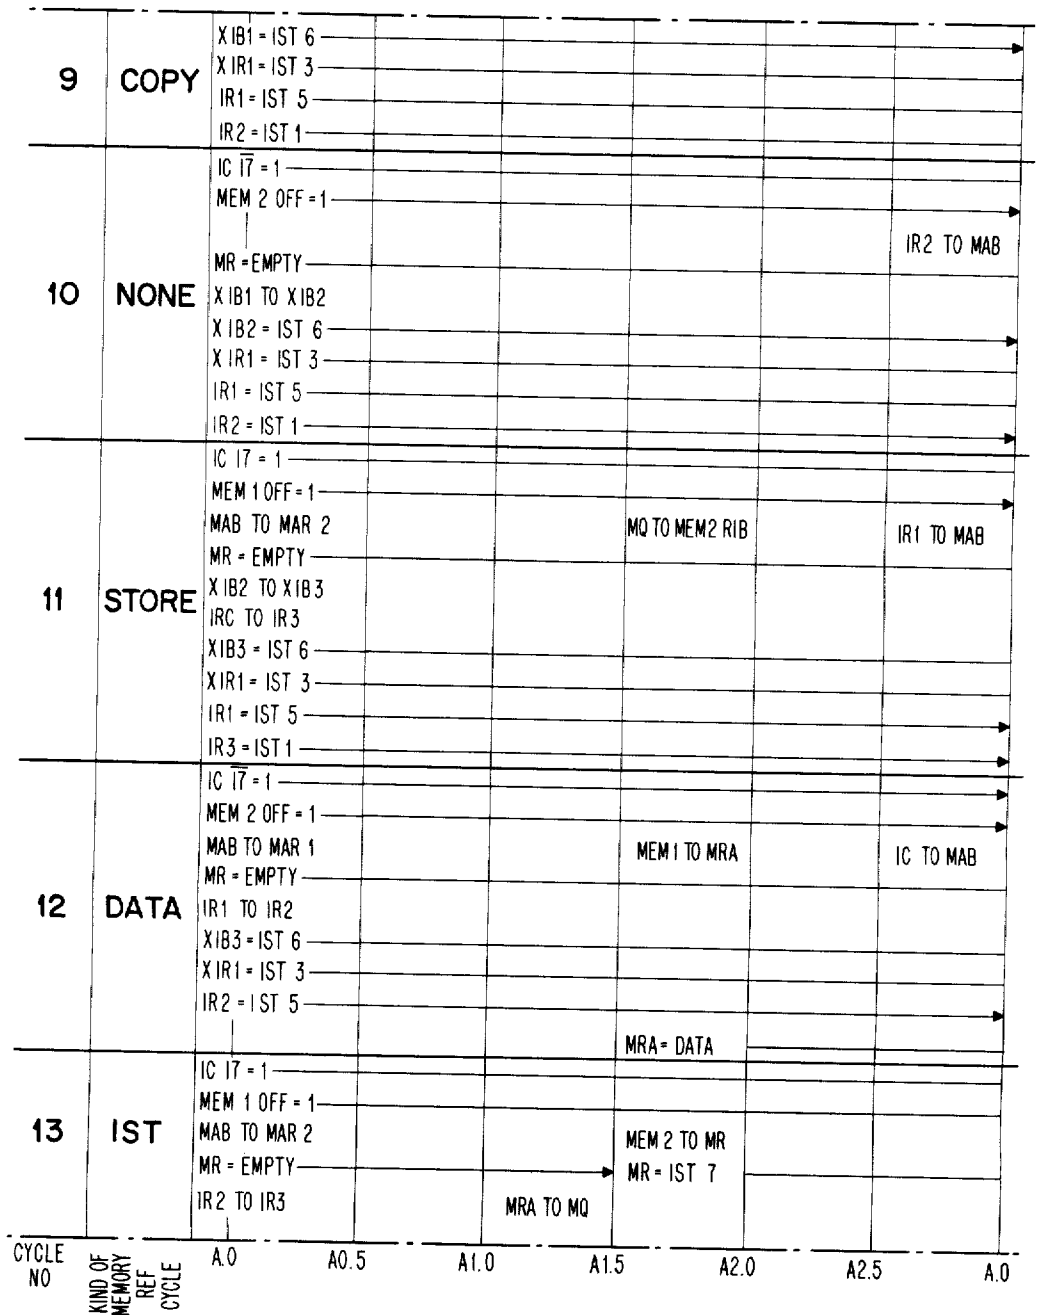 XIB1 = IST 6
XIR1 = IST 3
9 COPY
IR1 = IST 5
IR2 = IST 1
IC I̅7̅ = 1
MEM 2 OFF = 1
IR2 TO MAB
MR = EMPTY
10 NONE
XIB1 TO XIB2
XIB2 = IST 6
XIR1 = IST 3
IR1 = IST 5
IR2 = IST 1
IC 17 = 1
MEM 1 OFF = 1
MAB TO MAR 2 MQ TO MEM2 RIB IR1 TO MAB
MR = EMPTY
XIB2 TO XIB3
11 STORE
IRC TO IR3
XIB3 = IST 6
XIR1 = IST 3
IR1 = IST 5
IR3 = IST 1
IC 1̅7̅ = 1
MEM 2 OFF = 1
MAB TO MAR 1 MEM 1 TO MRA IC TO MAB
MR = EMPTY
12 DATA
IR1 TO IR2
XIB3 = IST 6
XIR1 = IST 3
IR2 = IST 5
MRA = DATA
IC 17 = 1
MEM 1 OFF = 1
13 IST
MAB TO MAR 2 MEM 2 TO MR
MR = EMPTY MR = IST 7
IR2 TO IR3 MRA TO MQ
CYCLE
NO
KIND OF
MEMORY
REF
CYCLE
A.0 A0.5 A1.0 A1.5 A2.0 A2.5 A.0